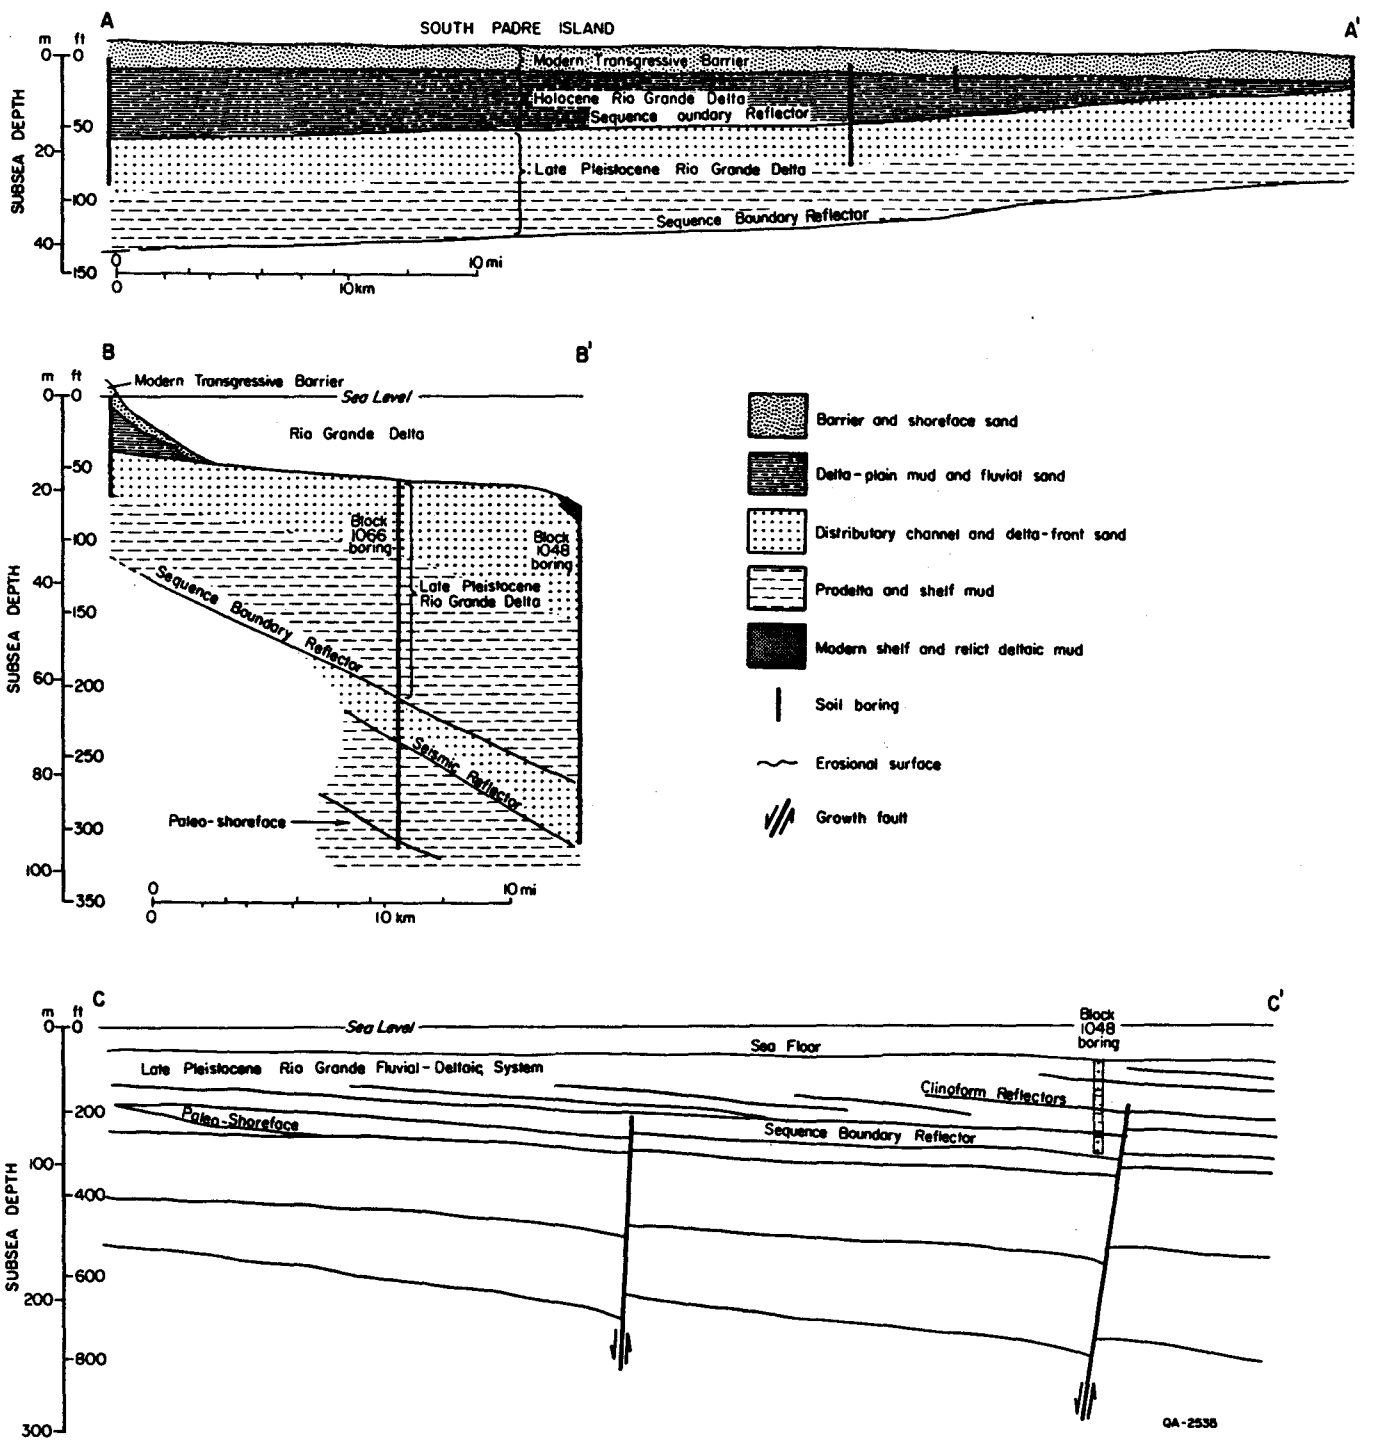 A
SOUTH PADRE ISLAND
A'
m ft
0 0
50
20
100
40
150
SUBSEA DEPTH
Modern Transgressive Barrier
Holocene Rio Grande Delta
Sequence oundary Reflector
Late Pleistocene Rio Grande Delta
Sequence Boundary Reflector
0 10 mi
0 10 km
B
B'
m ft
0 0
50
20
100
40
150
60
200
250
80
300
100
350
SUBSEA DEPTH
Modern Transgressive Barrier
Sea Level
Rio Grande Delta
Block
1066
boring
Block
1048
boring
Late Pleistocene
Rio Grande Delta
Sequence Boundary Reflector
Seismic Reflector
Paleo-shoreface
0 10 mi
0 10 km
Barrier and shoreface sand
Delta-plain mud and fluvial sand
Distributary channel and delta-front sand
Prodelta and shelf mud
Modern shelf and relict deltaic mud
Soil boring
Erosional surface
Growth fault
C
C'
m ft
0 0
200
100
400
600
200
800
300
SUBSEA DEPTH
Sea Level
Block
1048
boring
Sea Floor
Late Pleistocene Rio Grande Fluvial-Deltaic System
Clinoform Reflectors
Paleo-Shoreface
Sequence Boundary Reflector
QA-2538